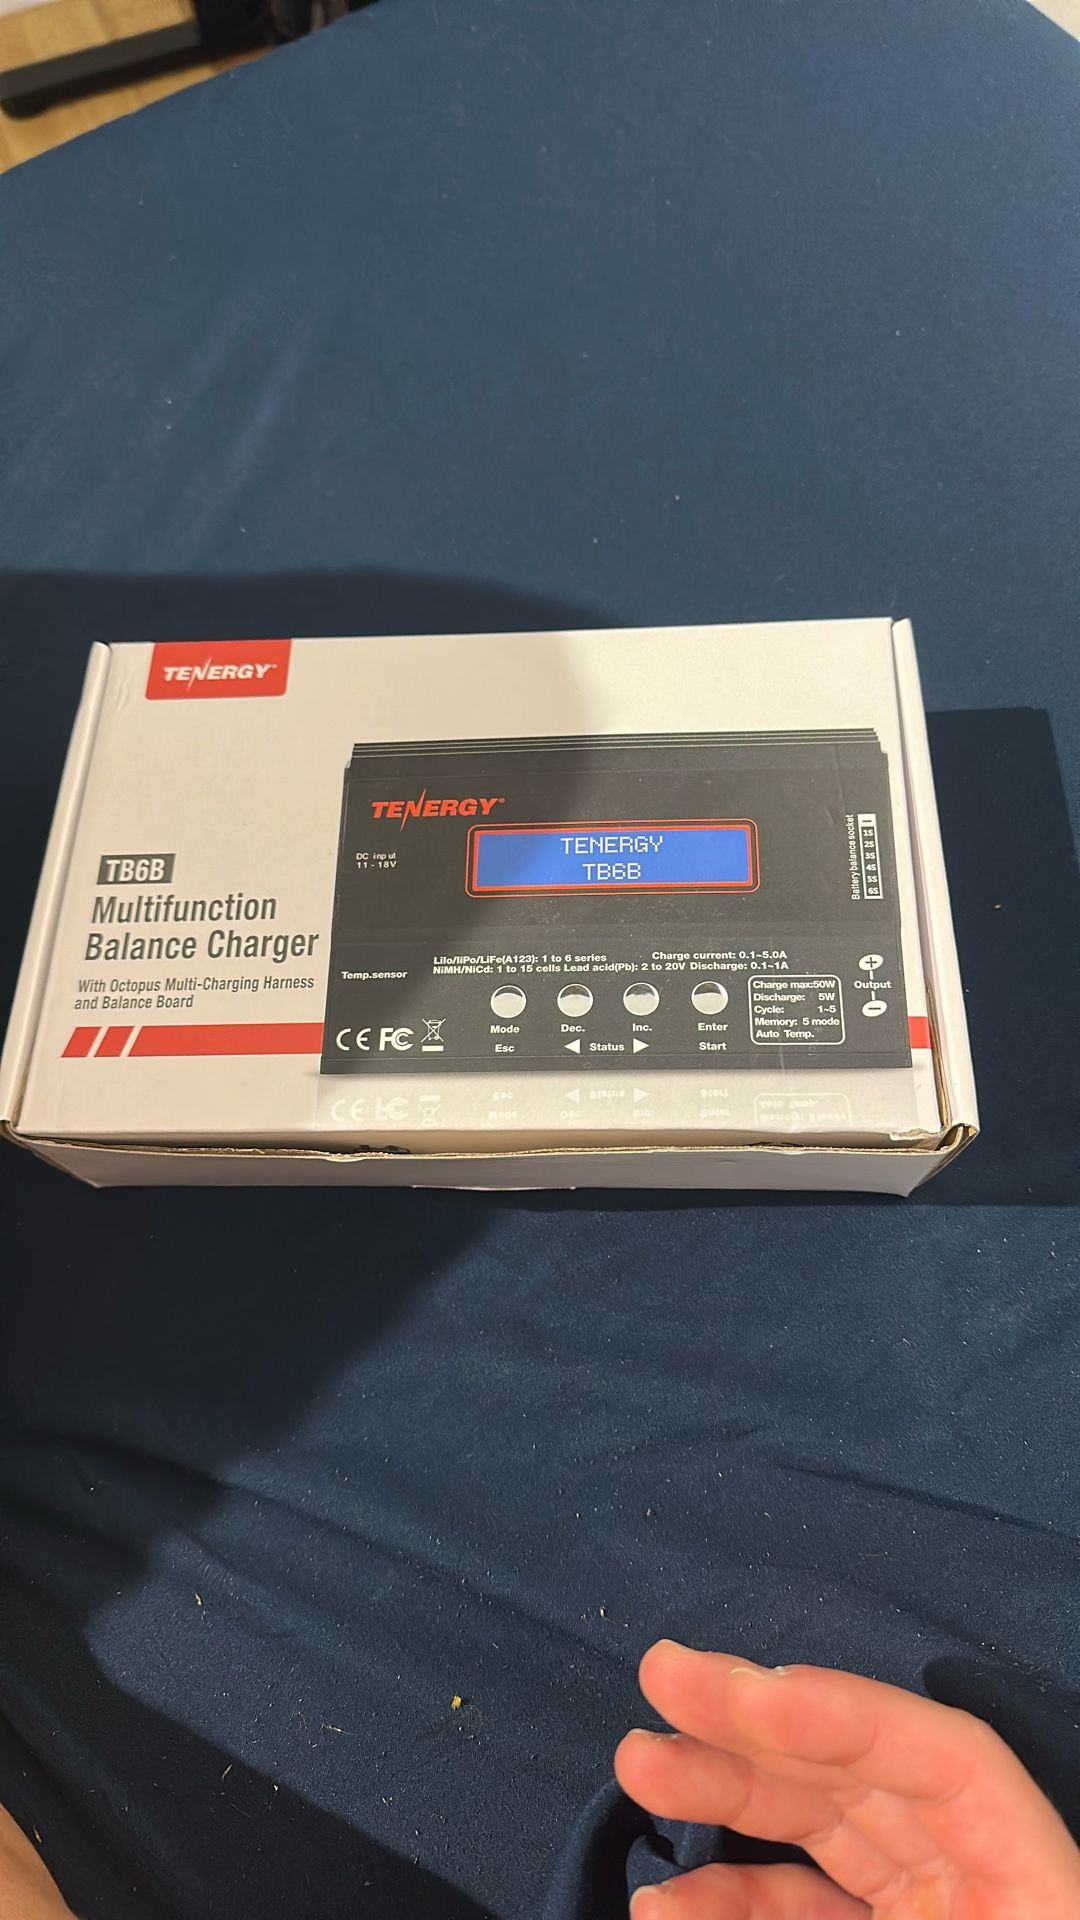 TENERGY®
TB6B
Multifunction
Balance Charger
With Octopus Multi-Charging Harness
and Balance Board
TENERGY®
DC input
11 - 18V
TENERGY
TB6B
Battery balance socket
1S
2S
3S
4S
5S
6S
LiIo/liPo/LiFe(A123): 1 to 6 series Charge current: 0.1~5.0A
NiMH/NiCd: 1 to 15 cells Lead acid(Pb): 2 to 20V Discharge: 0.1~1A
Temp.sensor
+
Output
−
Charge max:50W
Discharge: 5W
Cycle: 1~5
Memory: 5 mode
Auto Temp.
CE FC
Mode Dec. Inc. Enter
Esc ◀ Status ▶ Start